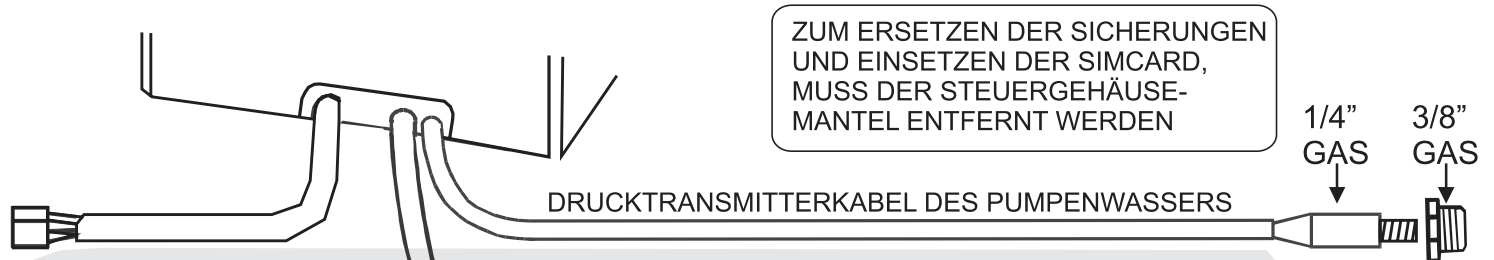 ZUM ERSETZEN DER SICHERUNGEN
UND EINSETZEN DER SIMCARD,
MUSS DER STEUERGEHÄUSE-
MANTEL ENTFERNT WERDEN
1/4” 3/8”
GAS GAS
DRUCKTRANSMITTERKABEL DES PUMPENWASSERS